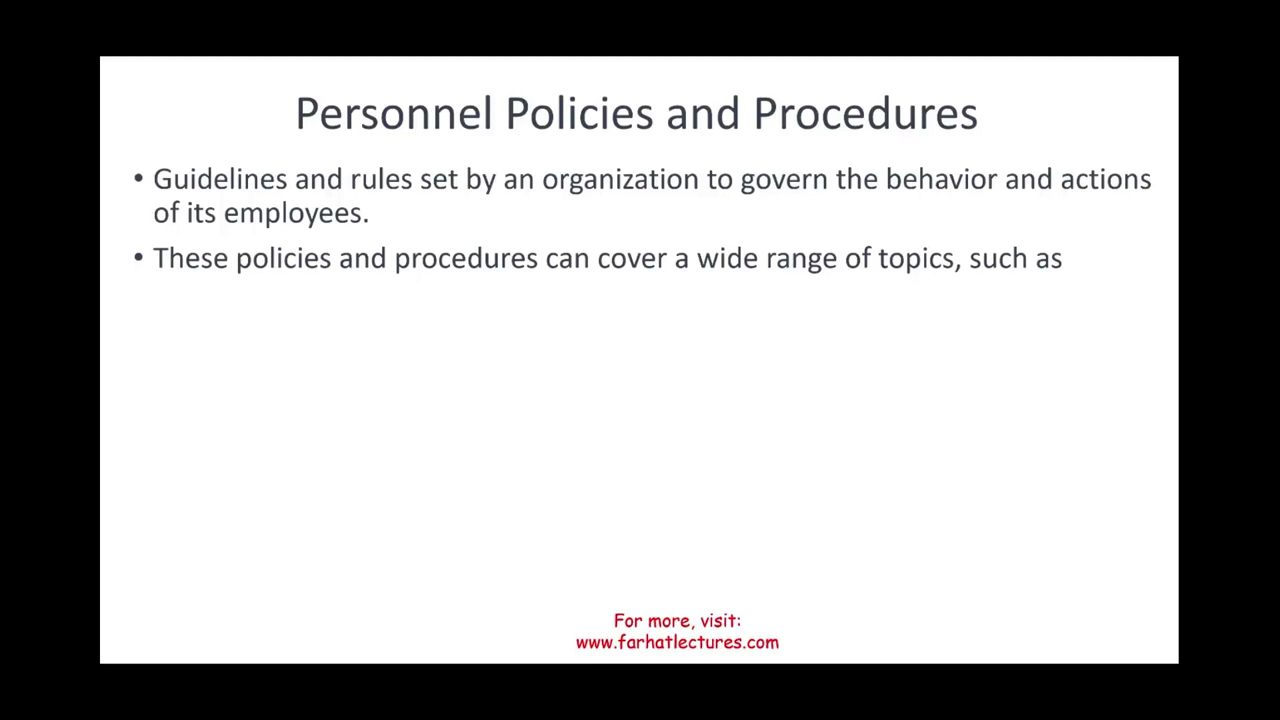 Personnel Policies and Procedures
• Guidelines and rules set by an organization to govern the behavior and actions
of its employees.
• These policies and procedures can cover a wide range of topics, such as
For more, visit:
www.farhatlectures.com